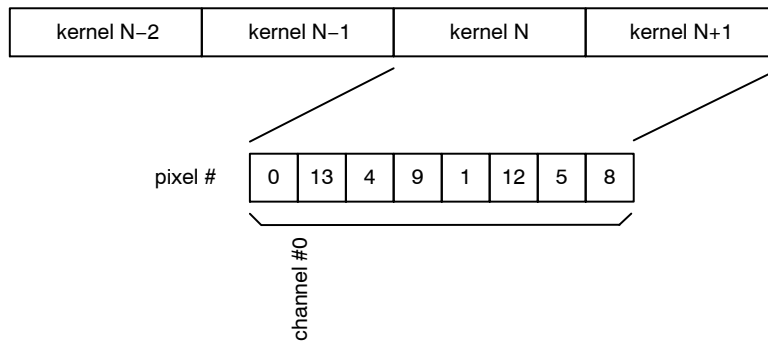 kernel N−2 kernel N−1 kernel N kernel N+1
pixel # 0 13 4 9 1 12 5 8
channel #0